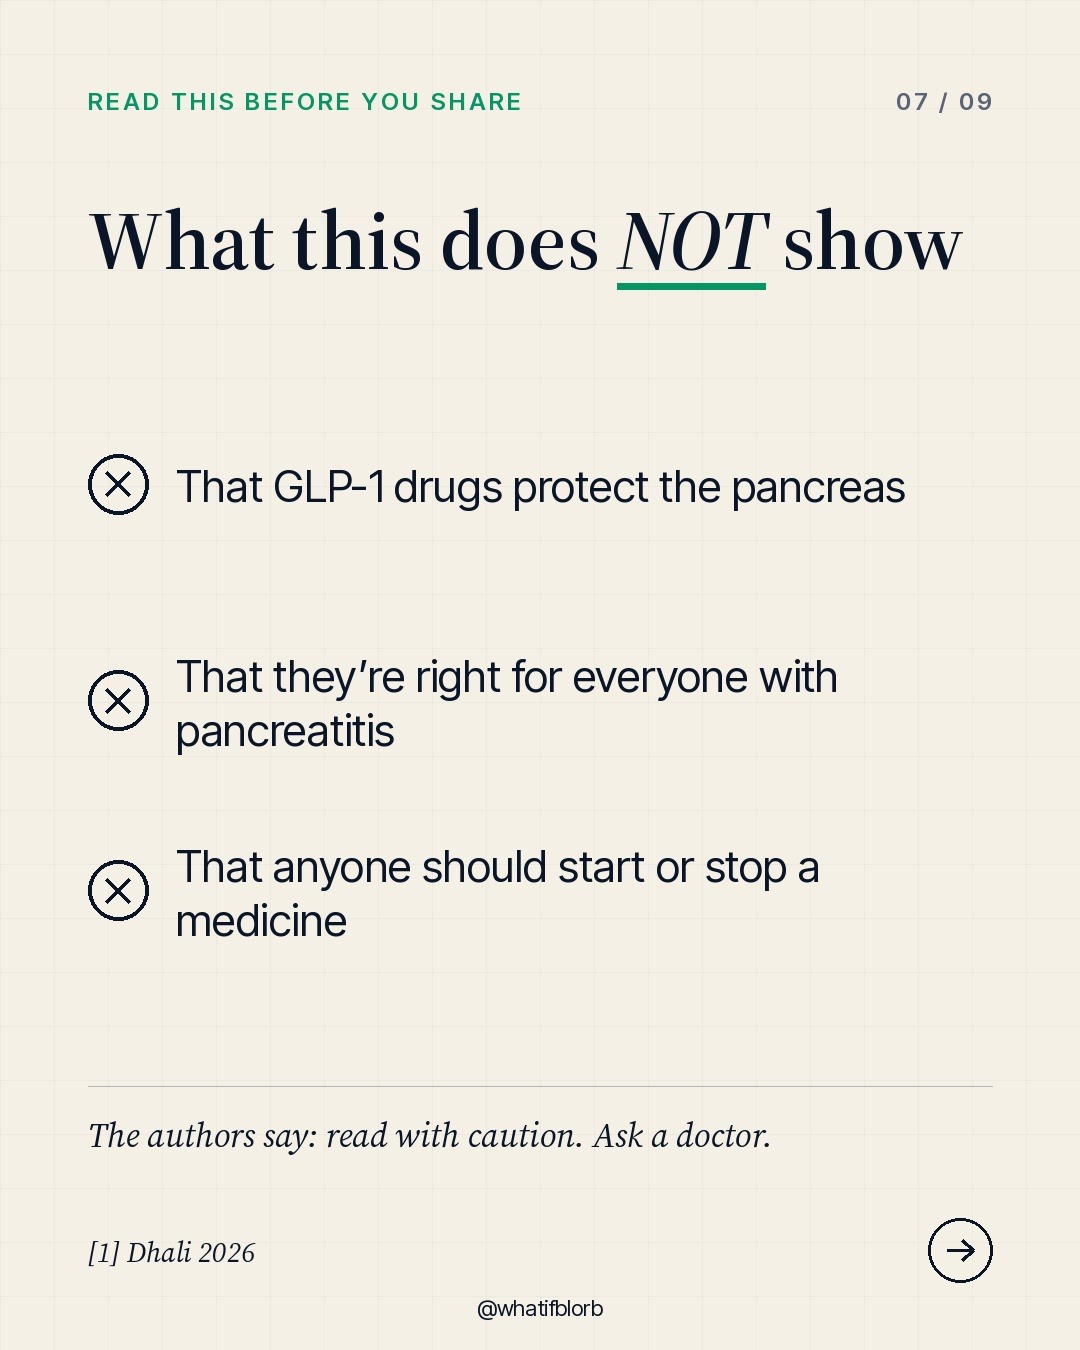 READ THIS BEFORE YOU SHARE
07 / 09
What this does NOT show
That GLP-1 drugs protect the pancreas
That they’re right for everyone with
pancreatitis
That anyone should start or stop a
medicine
The authors say: read with caution. Ask a doctor.
[1] Dhali 2026
@whatifblorb